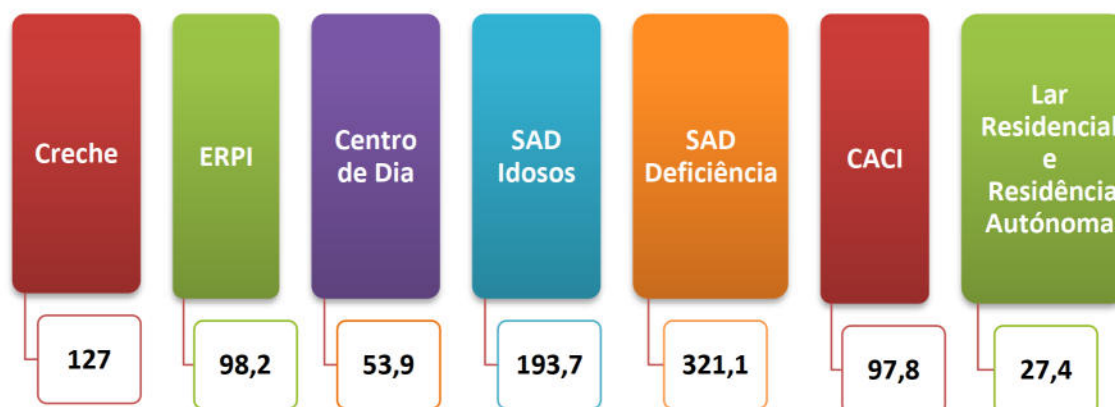 Creche
ERPI
Centro
de Dia
SAD
Idosos
SAD
Deficiência
CACI
Lar
Residencial
e
Residência
Autónoma
127
98,2
53,9
193,7
321,1
97,8
27,4